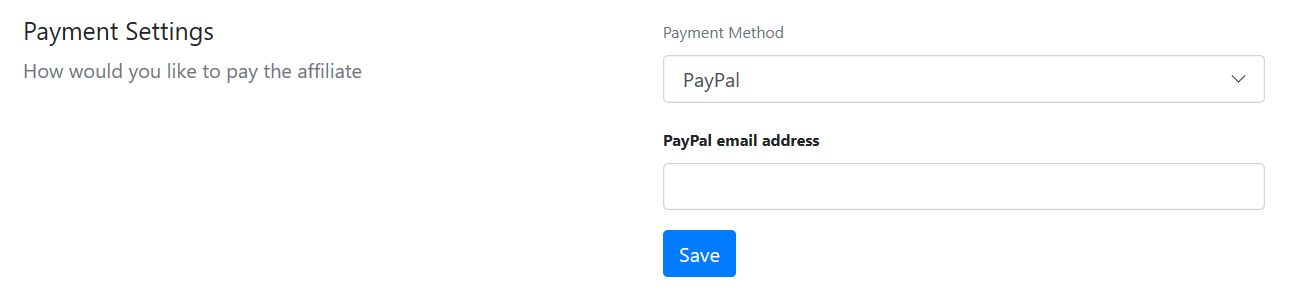 Payment Settings
How would you like to pay the affiliate
Payment Method
PayPal
PayPal email address
Save